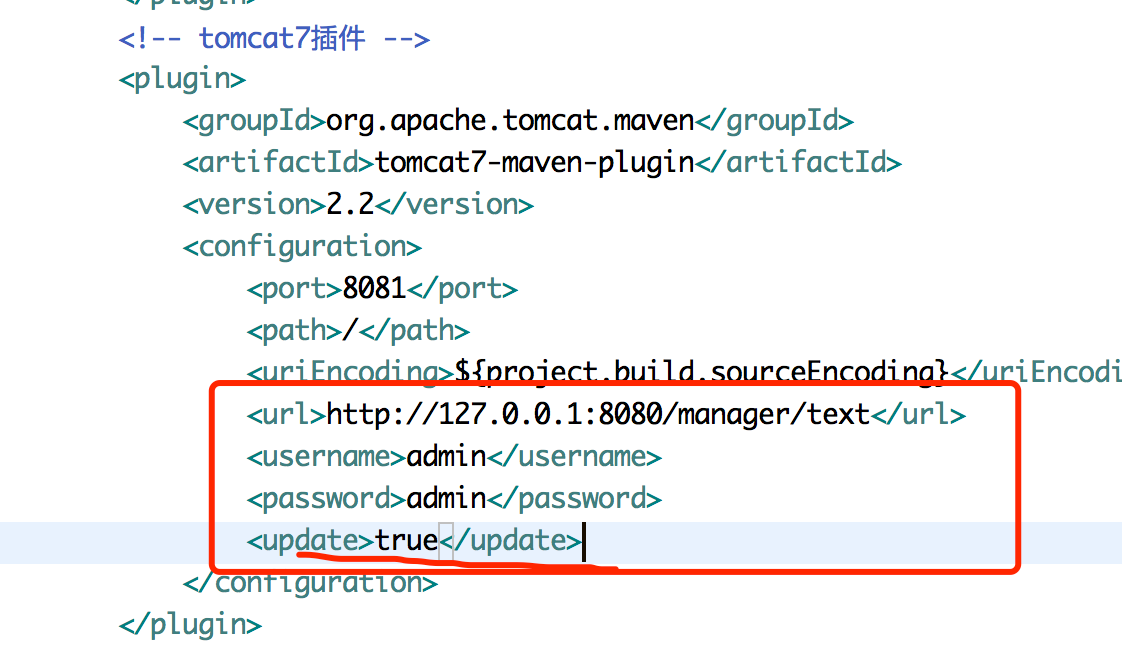 </plugin>
<!-- tomcat7插件 -->
<plugin>
<groupId>org.apache.tomcat.maven</groupId>
<artifactId>tomcat7-maven-plugin</artifactId>
<version>2.2</version>
<configuration>
<port>8081</port>
<path>/</path>
<uriEncoding>${project.build.sourceEncoding}</uriEncodi
<url>http://127.0.0.1:8080/manager/text</url>
<username>admin</username>
<password>admin</password>
<update>true</update>
</configuration>
</plugin>